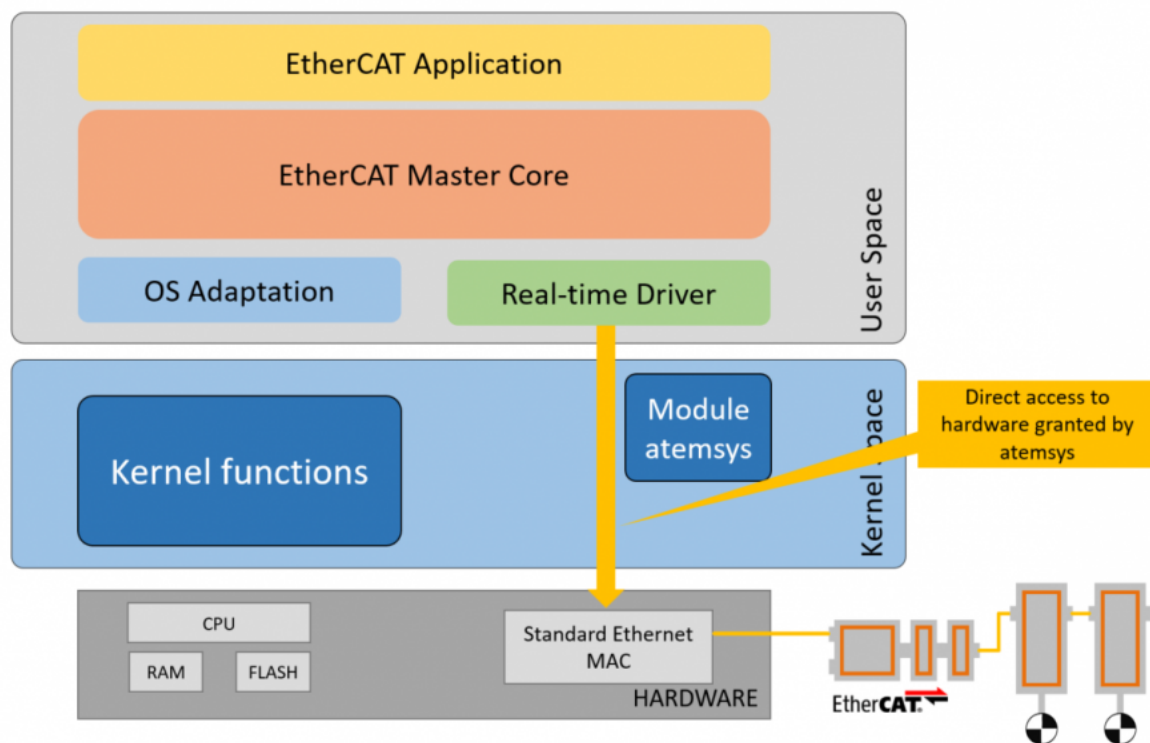 EtherCAT Application
EtherCAT Master Core
OS Adaptation
Real-time Driver
User Space
Kernel functions
Module
atemsys
Kernel Space
Direct access to
hardware granted by
atemsys
CPU
RAM
FLASH
Standard Ethernet
MAC
HARDWARE
EtherCAT®